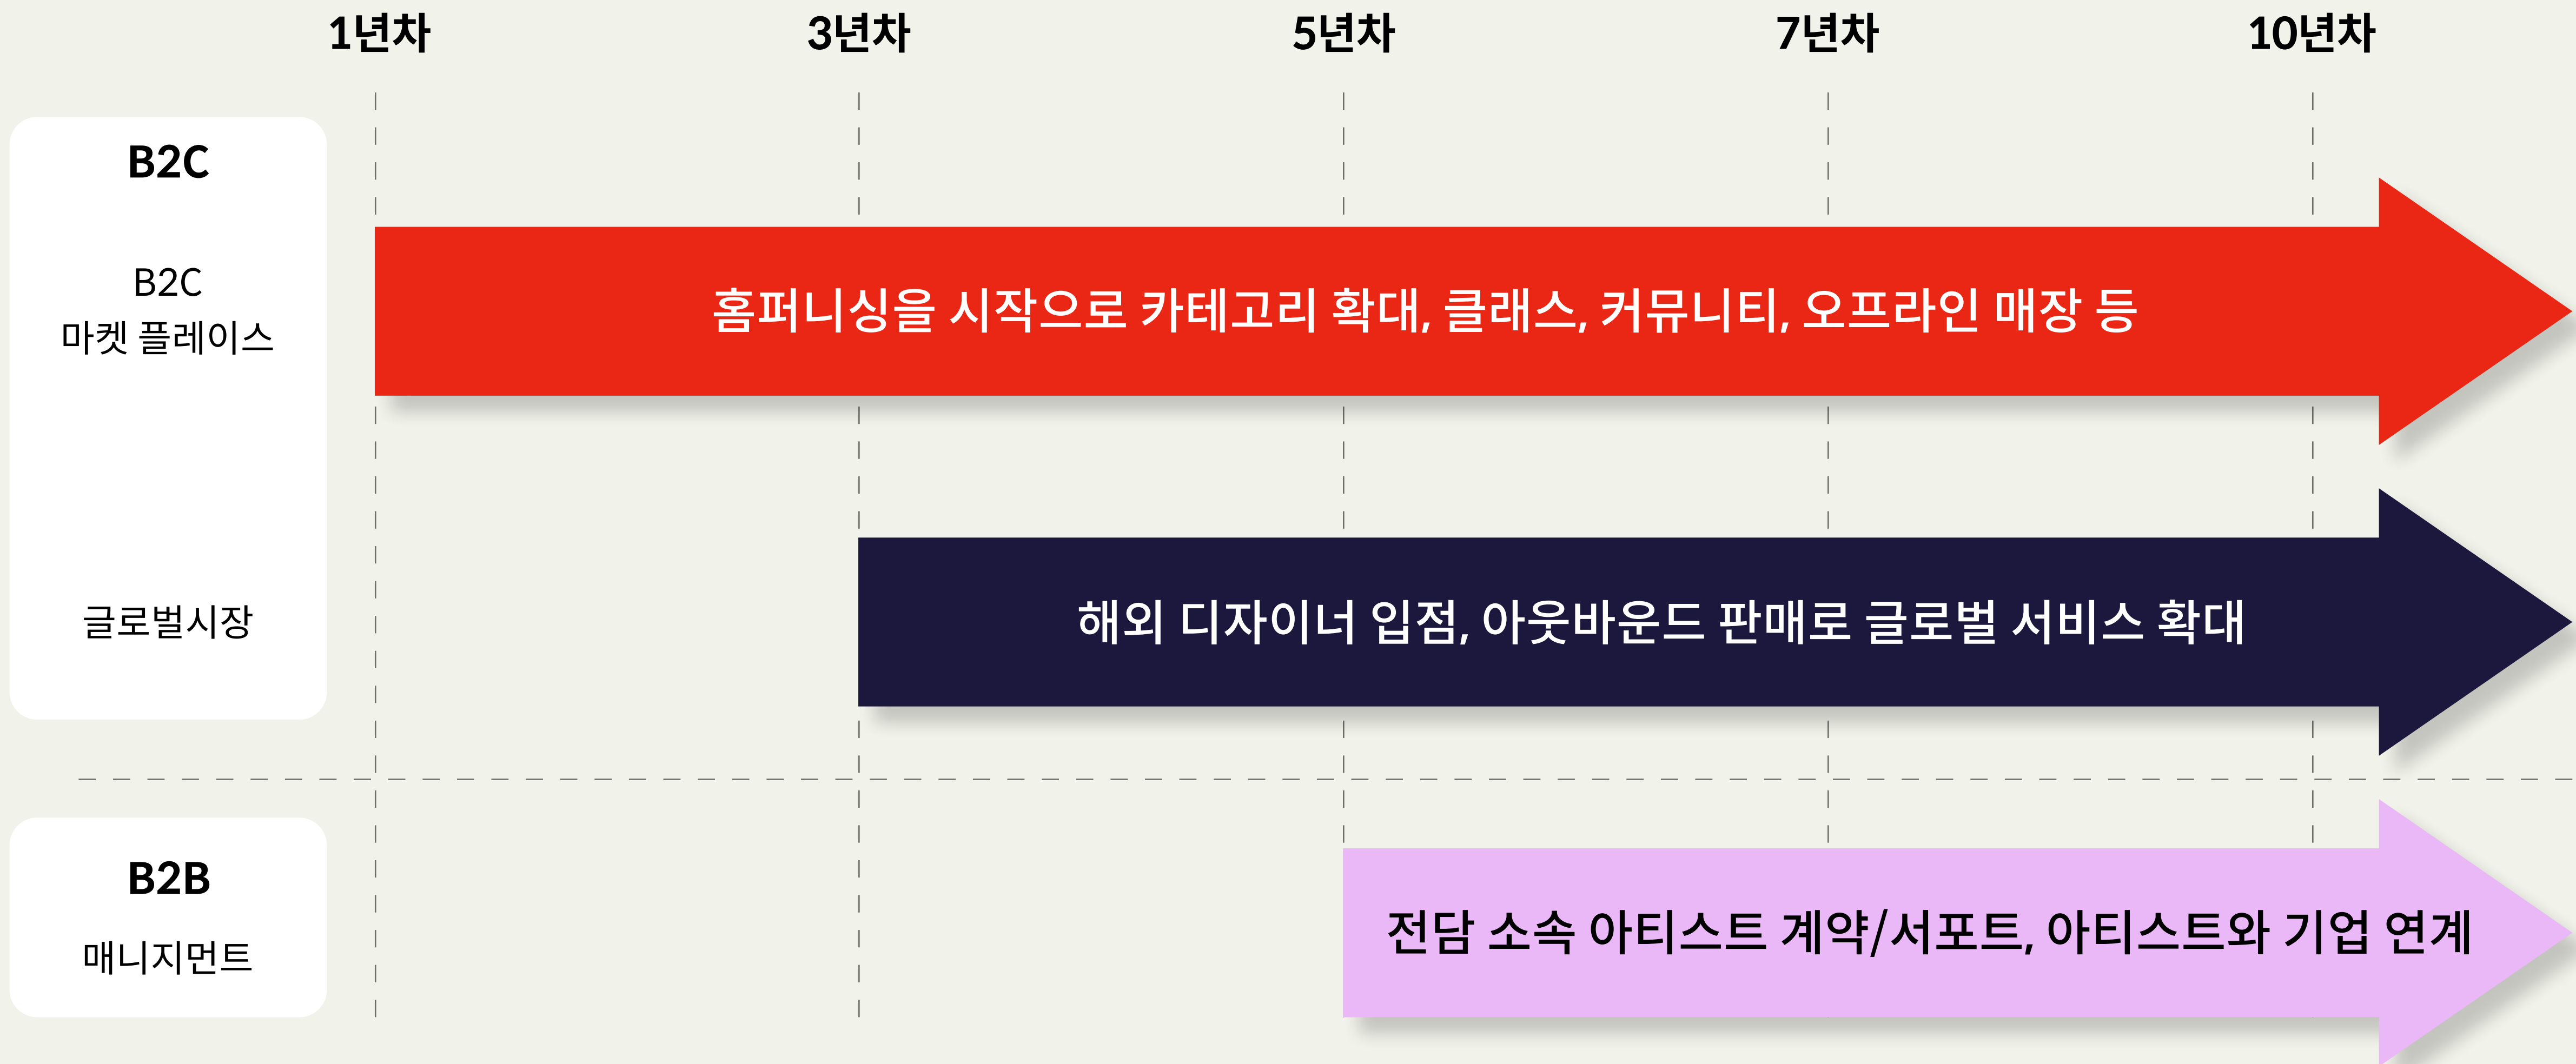 1년차
3년차
5년차
7년차
10년차
B2C
B2C
마켓 플레이스
홈퍼니싱을 시작으로 카테고리 확대, 클래스, 커뮤니티, 오프라인 매장 등
글로벌시장
해외 디자이너 입점, 아웃바운드 판매로 글로벌 서비스 확대
B2B
매니지먼트
전담 소속 아티스트 계약/서포트, 아티스트와 기업 연계